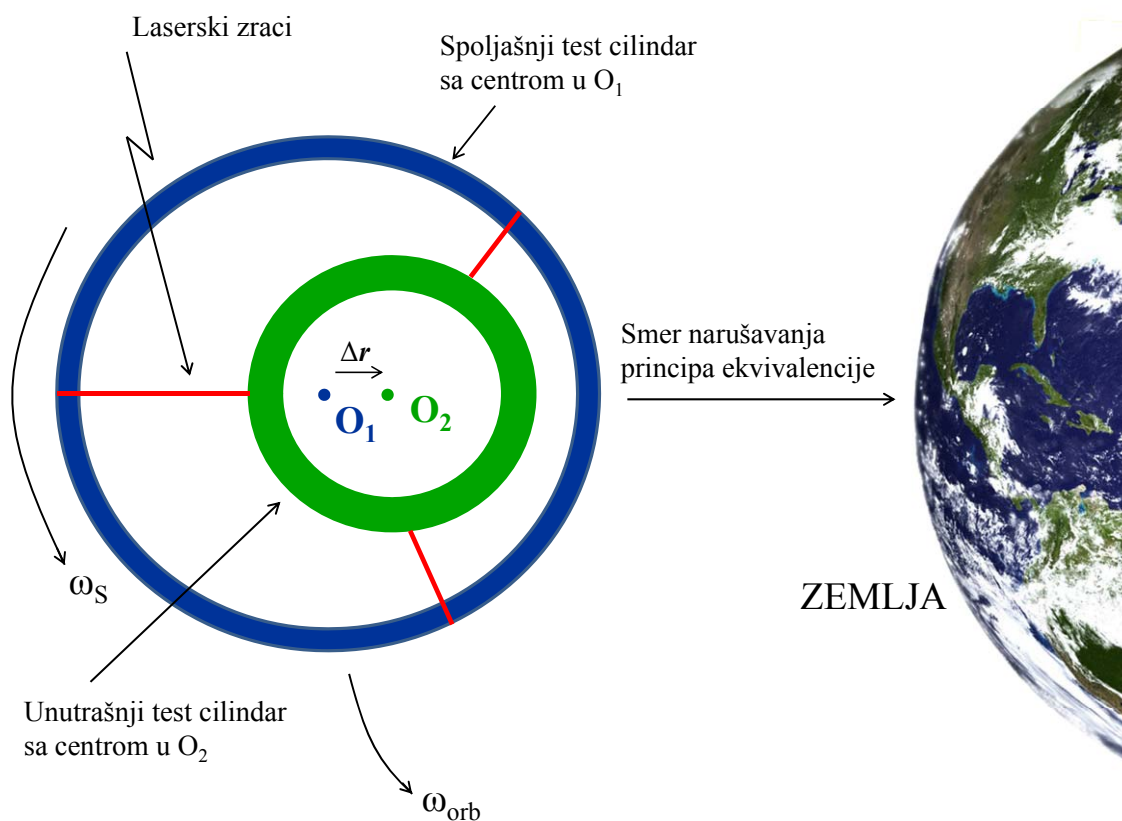 Laserski zraci
Spoljašnji test cilindar
sa centrom u O₁
Δr
O₁
O₂
Smer narušavanja
principa ekvivalencije
ωS
ZEMLJA
Unutrašnji test cilindar
sa centrom u O₂
ωorb